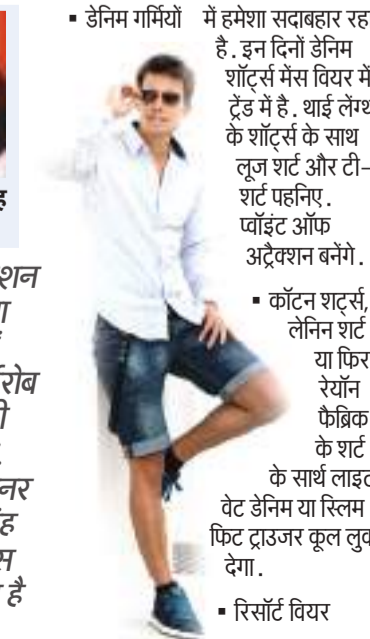 ▪ डेनिम गर्मियों में हमेशा सदाबहार रह
है. इन दिनों डेनिम
शॉर्ट्स मेंस वियर में
ट्रेंड में है. थाई लेंग्थ
के शॉर्ट्स के साथ
लूज शर्ट और टी–
शर्ट पहनिए.
प्वॉइंट ऑफ
अट्रैक्शन बनेंगे.
▪ कॉटन शर्ट्स,
लेनिन शर्ट
या फिर
रेयॉन
फैब्रिक
के शर्ट
के सार्थ लाइट
वेट डेनिम या स्लिम
फिट ट्राउजर कूल लुक
देगा.
▪ रिसॉर्ट वियर
है